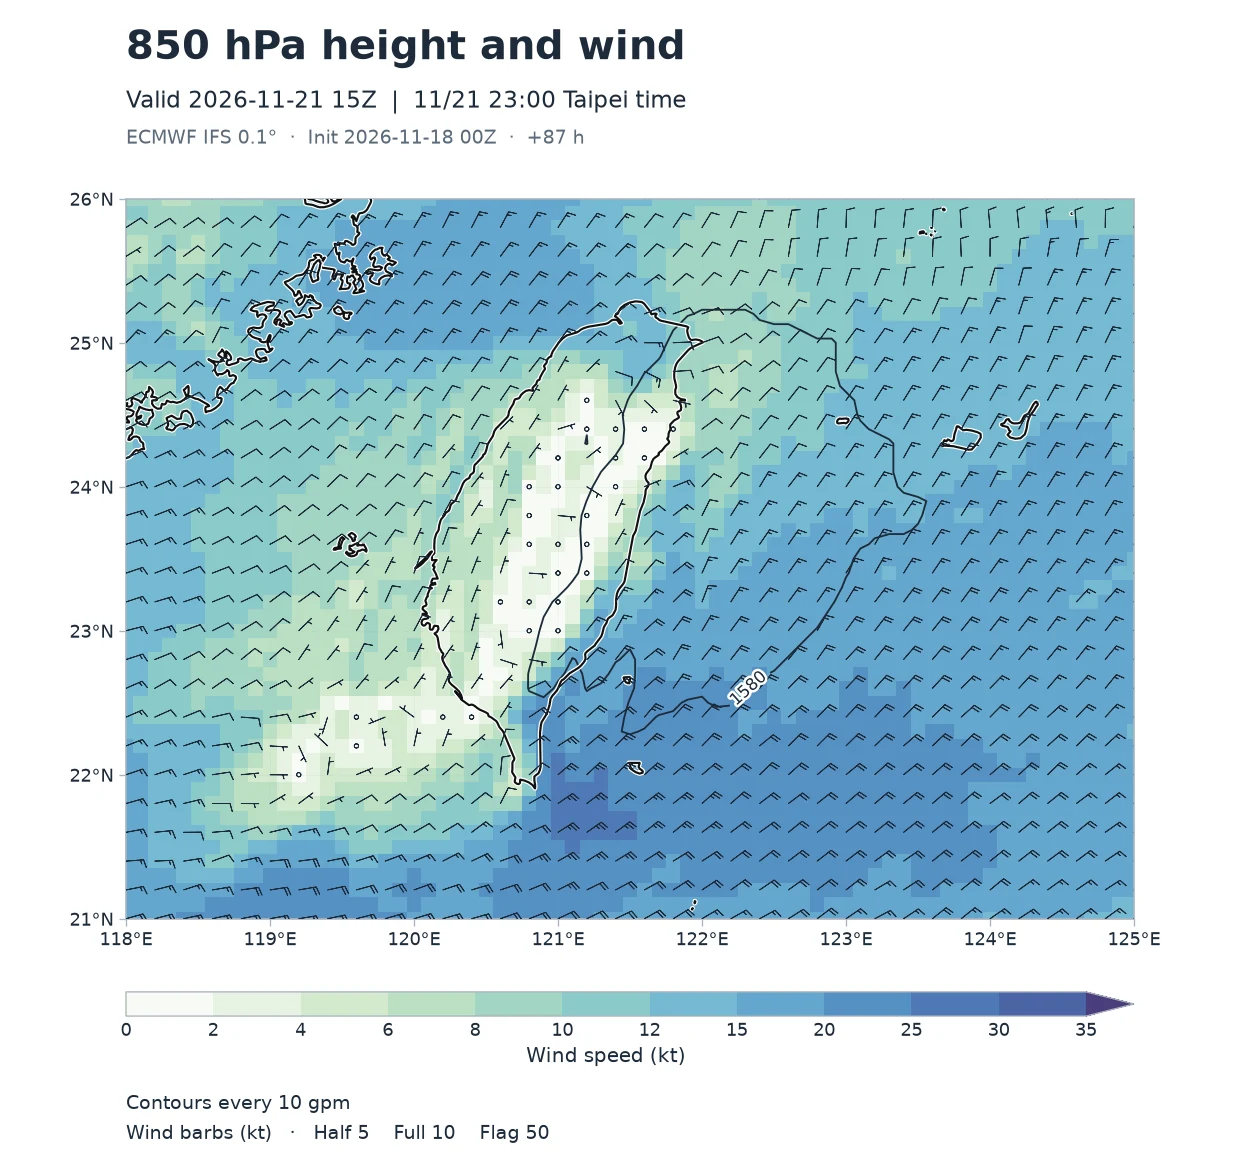 850 hPa height and wind
Valid 2026-11-21 15Z | 11/21 23:00 Taipei time
ECMWF IFS 0.1° · Init 2026-11-18 00Z · +87 h
26°N
25°N
24°N
23°N
22°N
21°N
1580
118°E 119°E 120°E 121°E 122°E 123°E 124°E 125°E
0 2 4 6 8 10 12 15 20 25 30 35
Wind speed (kt)
Contours every 10 gpm
Wind barbs (kt) · Half 5 Full 10 Flag 50